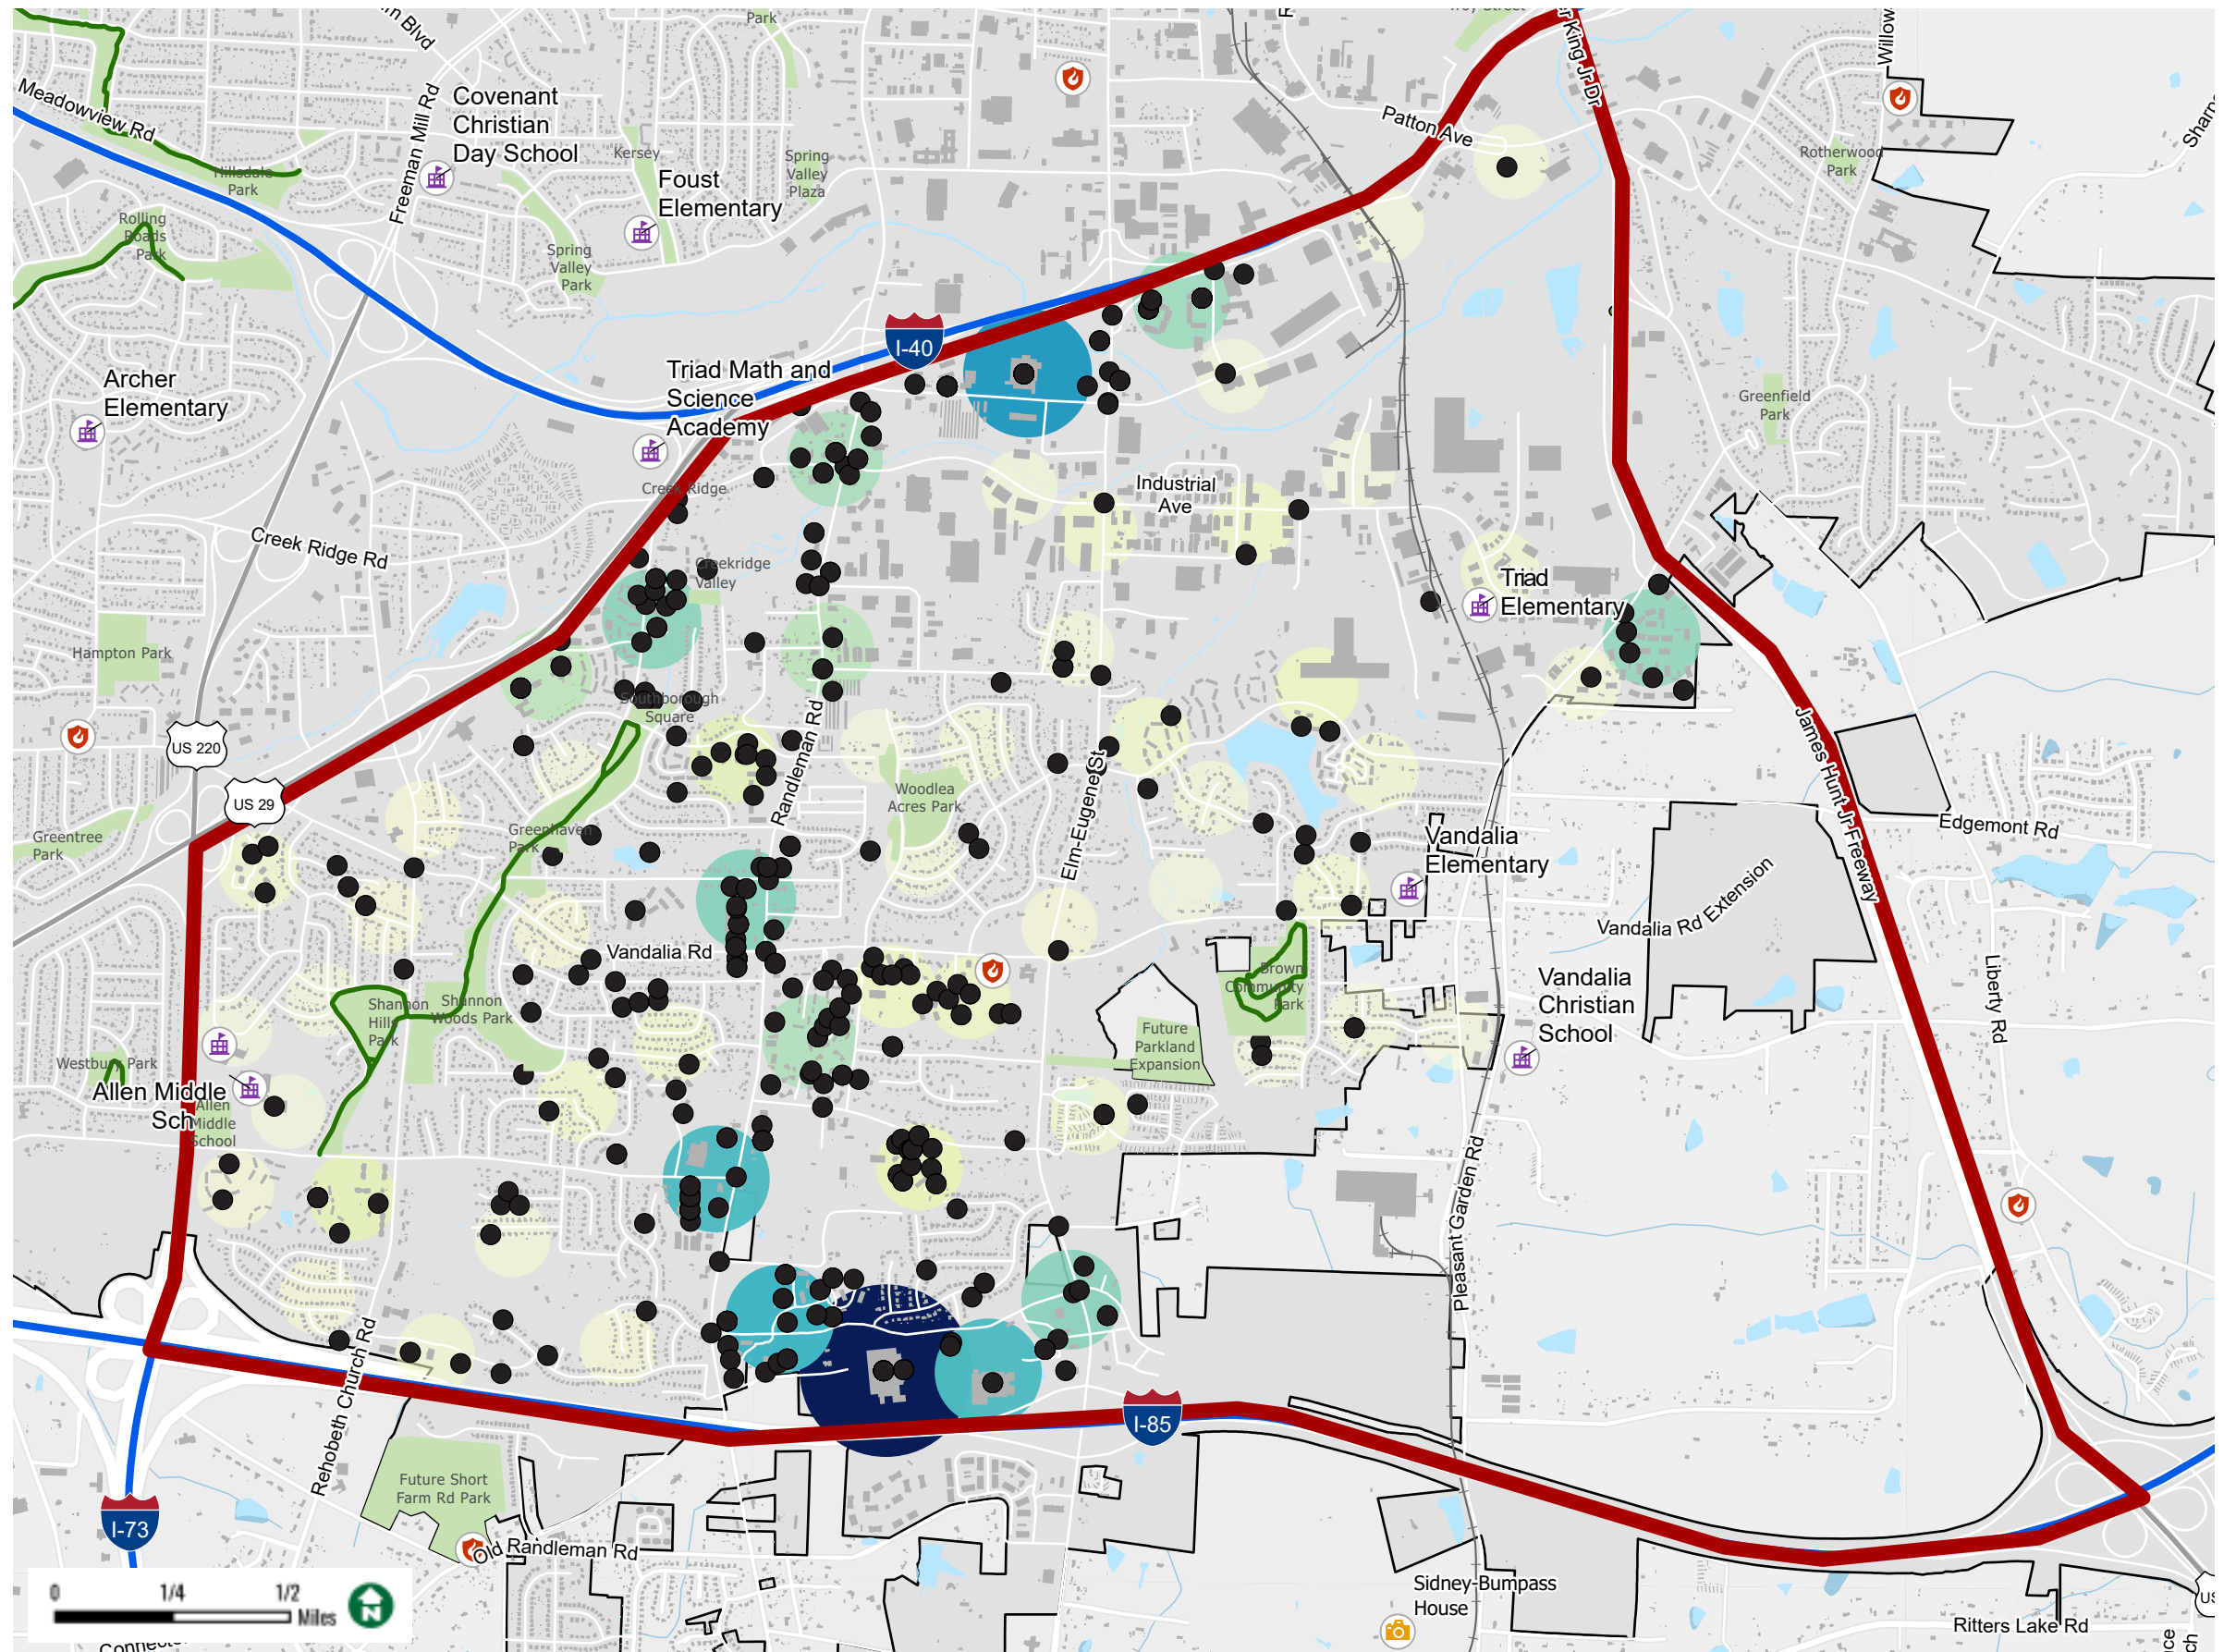 Park
Troy Street
Meadowview Rd
Freeman Mill Rd
Covenant
Christian
Day School
Kersey
Spring
Valley
Plaza
Patton Ave
Rotherwood
Park
Hillsdale
Park
Foust
Elementary
Rolling
Roads
Park
Spring
Valley
Park
I-40
Triad Math and
Science
Academy
Archer
Elementary
Greenfield
Park
Creek Ridge
Industrial
Ave
Creek Ridge Rd
Creekridge
Valley
Triad
Elementary
Hampton Park
Southborough
Square
US 220
Randleman Rd
Elm-Eugene St
James Hunt Jr Freeway
US 29
Woodlea
Acres Park
Greentree
Park
Greenhaven
Park
Vandalia
Elementary
Edgemont Rd
Vandalia Rd Extension
Vandalia Rd
Brown
Community
Park
Vandalia
Christian
School
Liberty Rd
Shannon
Hills
Park
Shannon
Woods Park
Future
Parkland
Expansion
Westbury Park
Allen Middle
Sch
Allen
Middle
School
Pleasant Garden Rd
Rehobeth Church Rd
I-85
Future Short
Farm Rd Park
I-73
Old Randleman Rd
0 1/4 1/2
Miles
N
Sidney-Bumpass
House
Ritters Lake Rd